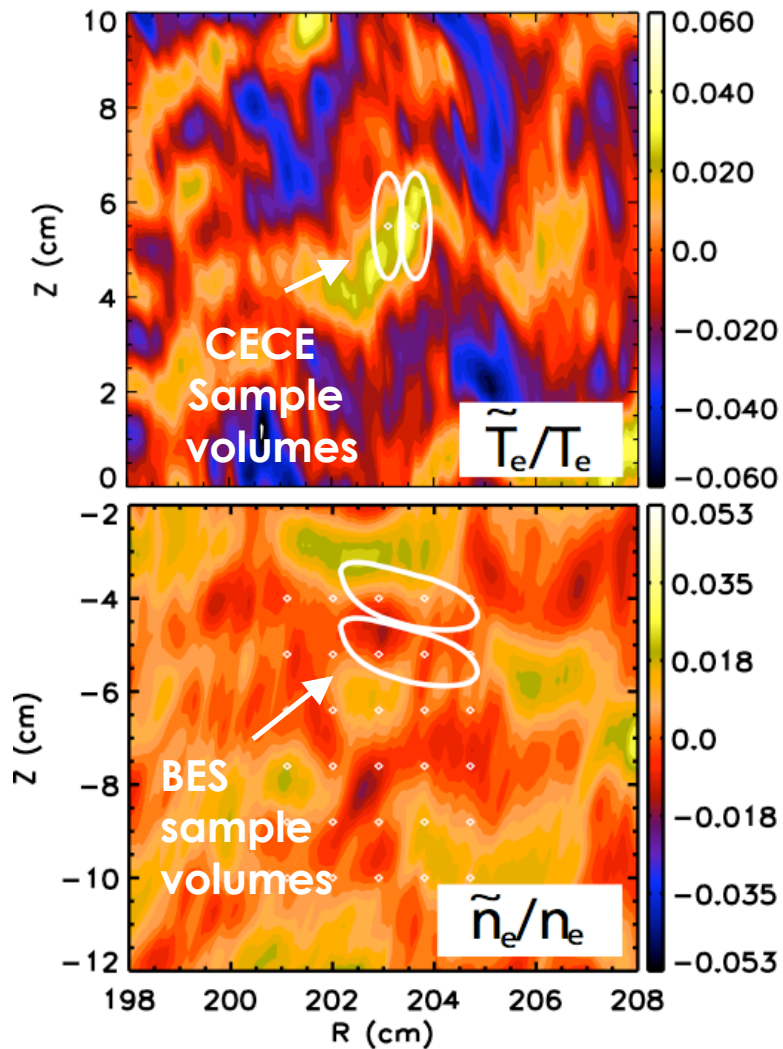 10
8
6
4
2
0
Z (cm)
CECE
Sample
volumes
T̃e/Te
0.060
0.040
0.020
0.0
−0.020
−0.040
−0.060
−2
−4
−6
−8
−10
−12
Z (cm)
BES
sample
volumes
ñe/ne
0.053
0.035
0.018
0.0
−0.018
−0.035
−0.053
198 200 202 204 206 208
R (cm)